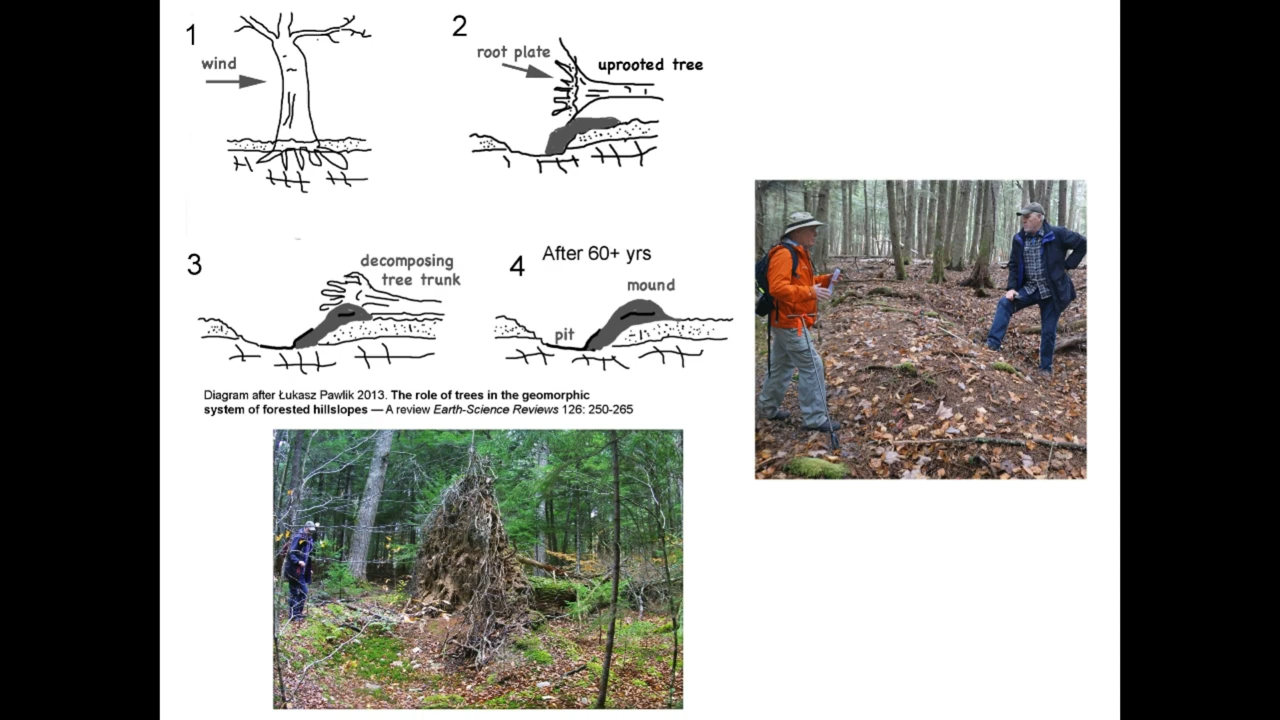 1
wind
2
root plate
uprooted tree
3
decomposing
tree trunk
4
After 60+ yrs
mound
pit
Diagram after Łukasz Pawlik 2013. The role of trees in the geomorphic
system of forested hillslopes — A review Earth-Science Reviews 126: 250-265